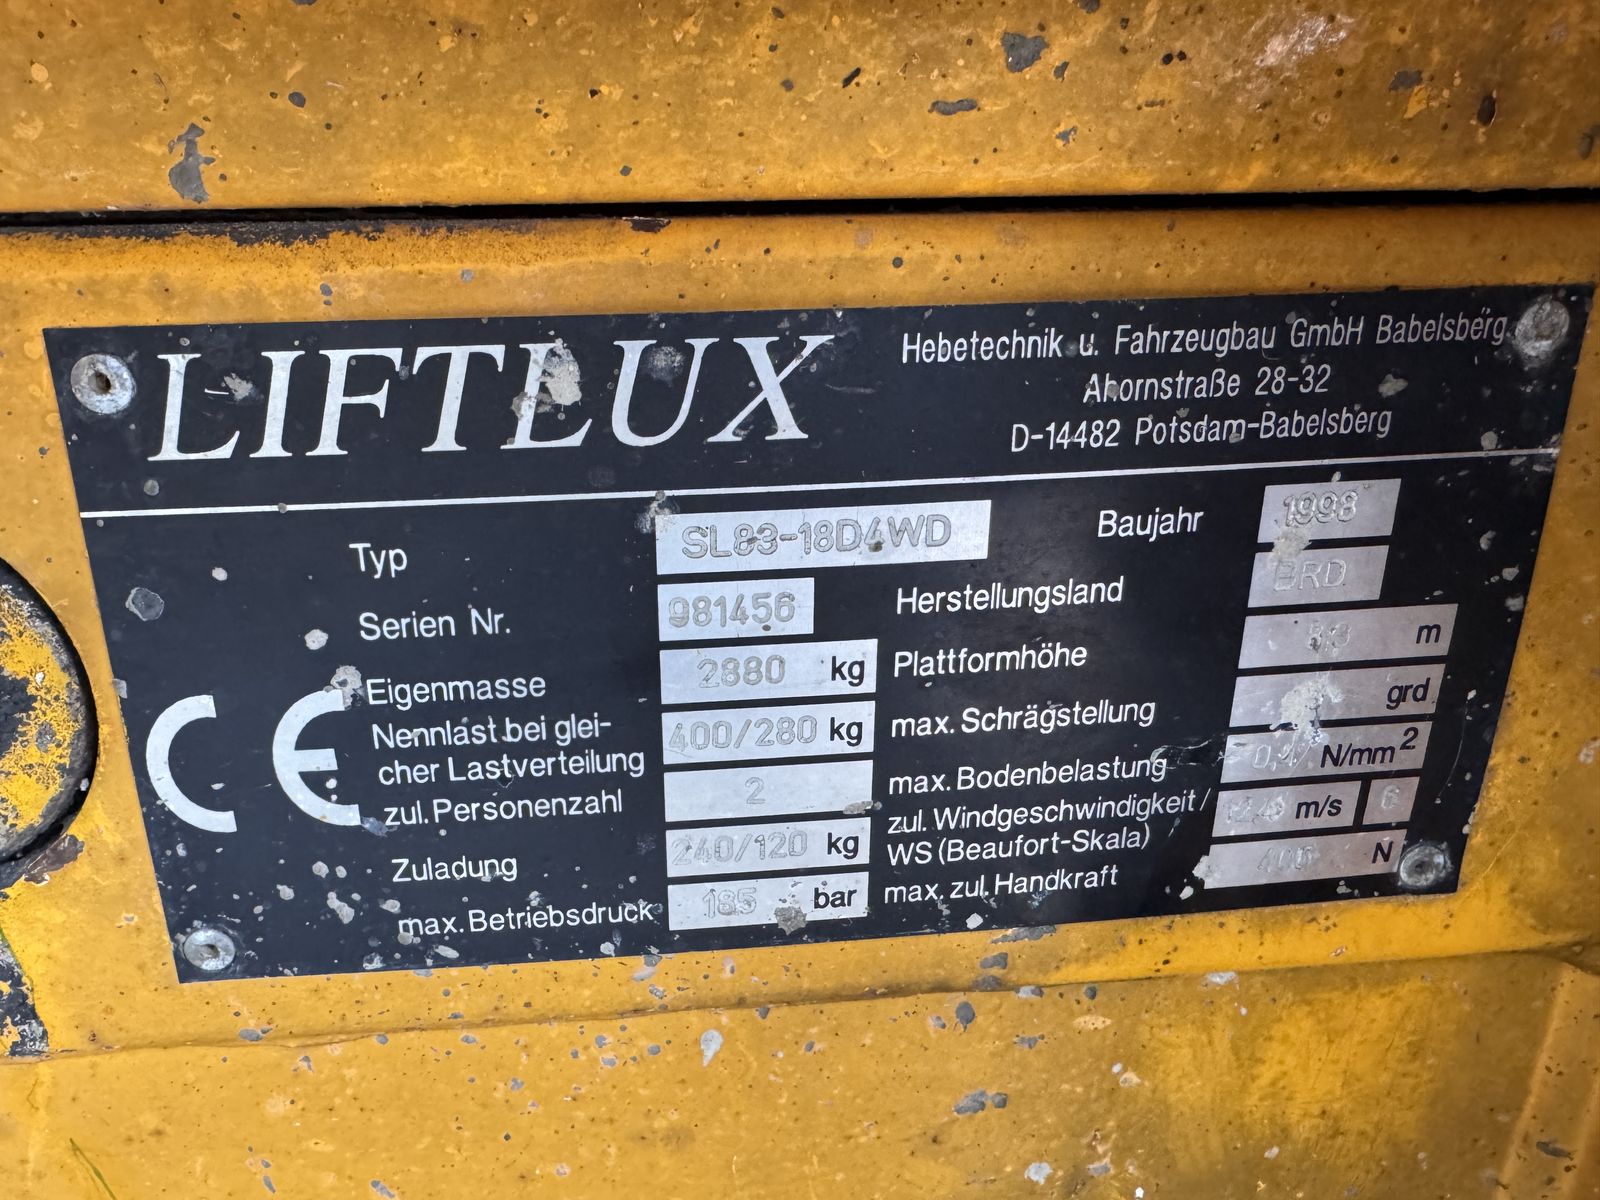 LIFTLUX
Hebetechnik u. Fahrzeugbau GmbH Babelsberg
Ahornstraße 28-32
D-14482 Potsdam-Babelsberg
Typ SL83-18D4WD
Baujahr 1998
Serien Nr. 981456
Herstellungsland BRD
Eigenmasse 2880 kg
Plattformhöhe m
Nennlast bei glei-
cher Lastverteilung 400/280 kg
max. Schrägstellung grd
zul. Personenzahl 2
max. Bodenbelastung N/mm²
Zuladung 240/120 kg
zul. Windgeschwindigkeit/
WS (Beaufort-Skala) m/s 6
max. Betriebsdruck 185 bar
max. zul. Handkraft 400 N
CE